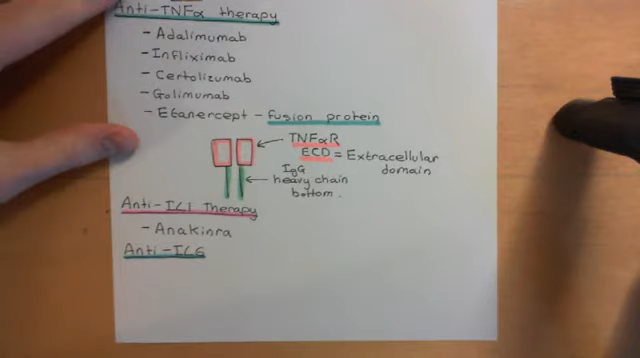 Anti-TNFα therapy
- Adalimumab
- Infliximab
- Certolizumab
- Golimumab
- Etanercept - fusion protein
TNFαR
ECD = Extracellular domain
IgG
heavy chain
bottom.
Anti-IL1 Therapy
- Anakinra
Anti-IL6